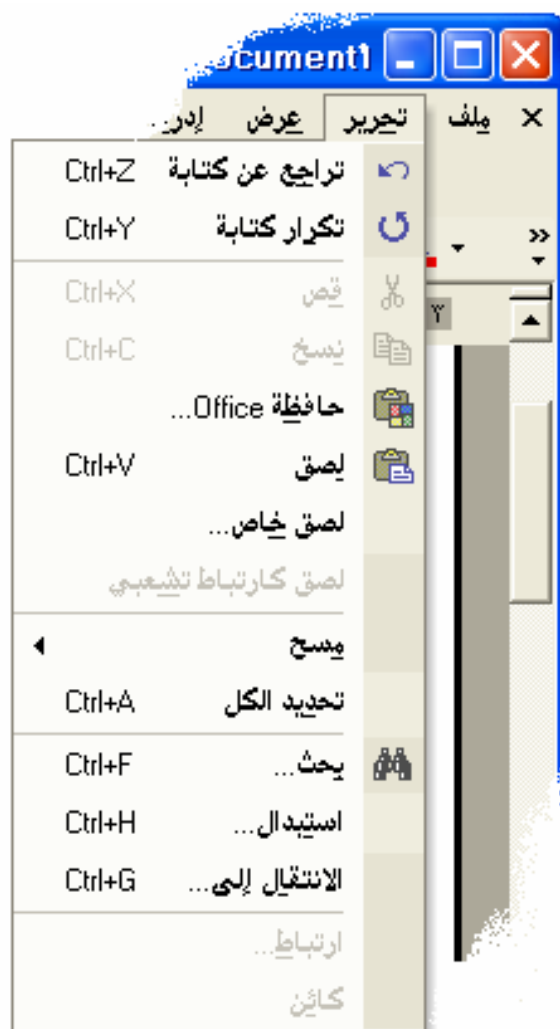 ocument1
ملف تحرير عرض إدر...
تراجع عن كتابة Ctrl+Z
تكرار كتابة Ctrl+Y
قص Ctrl+X
نسخ Ctrl+C
حافظة Office...
لصق Ctrl+V
لصق خاص...
لصق كارتباط تشعبي
مسح
تحديد الكل Ctrl+A
بحث... Ctrl+F
استبدال... Ctrl+H
الانتقال إلى... Ctrl+G
ارتباط...
كائن